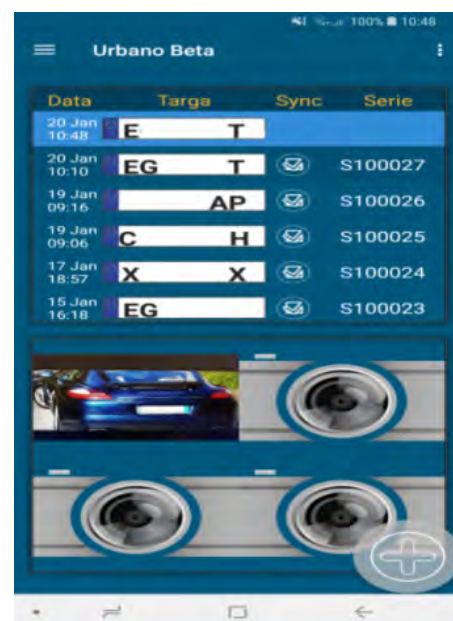 100% 10:48
Urbano Beta
Data Targa Sync Serie
20 Jan
10:48 E T
20 Jan
10:10 EG T S100027
19 Jan
09:16 AP S100026
19 Jan
09:06 C H S100025
17 Jan
18:57 X X S100024
15 Jan
16:18 EG S100023